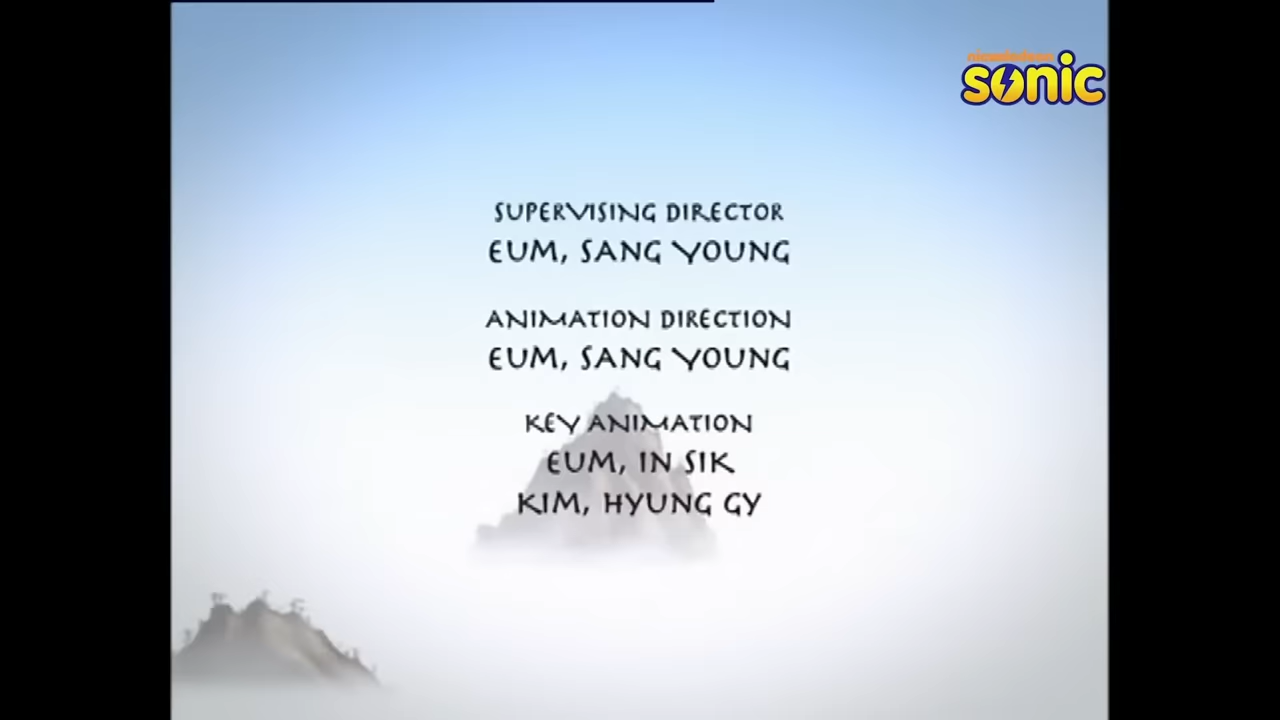 nickelodeon
sonic
SUPERVISING DIRECTOR
EUM, SANG YOUNG
ANIMATION DIRECTION
EUM, SANG YOUNG
KEY ANIMATION
EUM, IN SIK
KIM, HYUNG GY